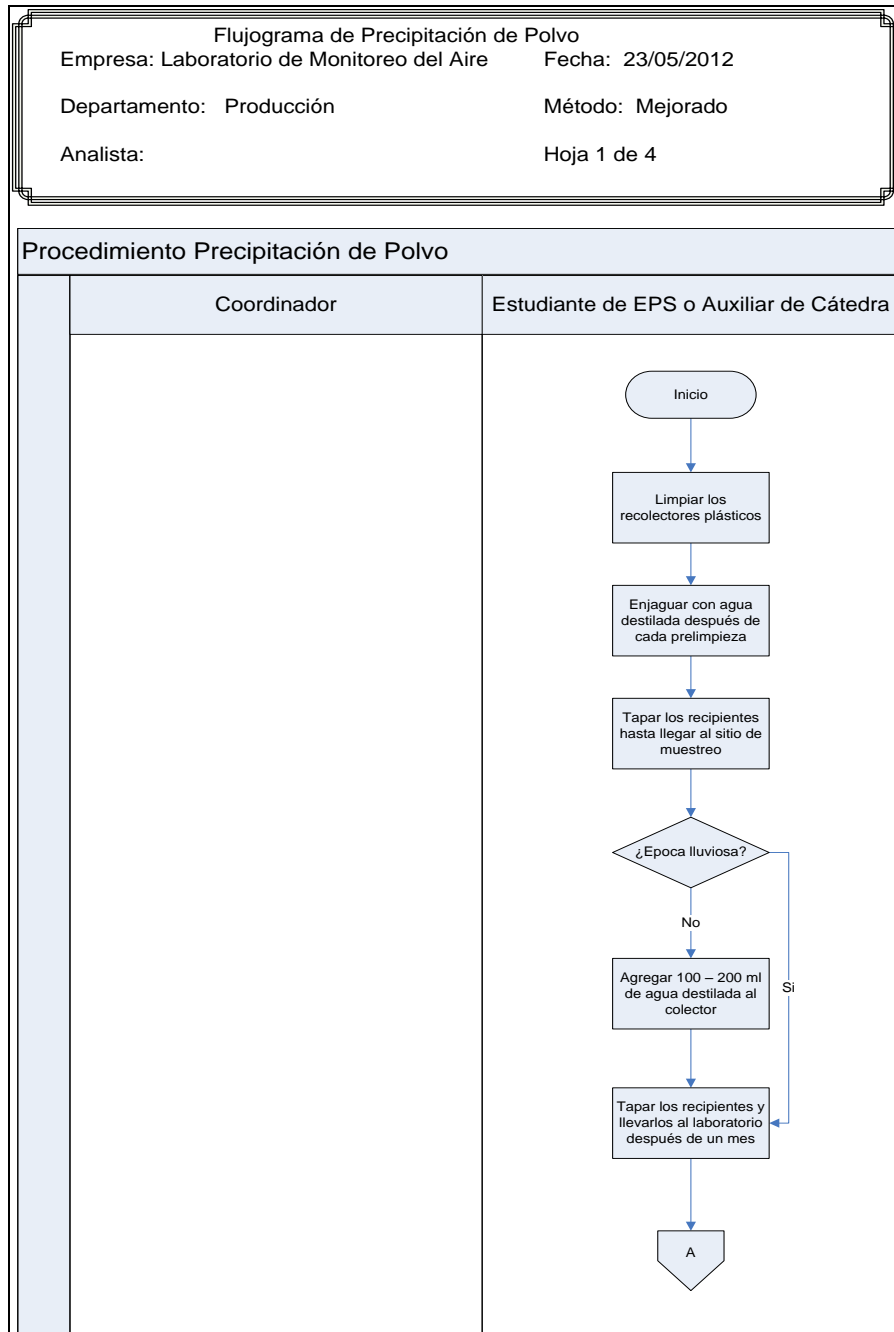 Flujograma de Precipitación de Polvo
Empresa: Laboratorio de Monitoreo del Aire Fecha: 23/05/2012
Departamento: Producción Método: Mejorado
Analista: Hoja 1 de 4
Procedimiento Precipitación de Polvo
Coordinador Estudiante de EPS o Auxiliar de Cátedra
Inicio
Limpiar los
recolectores plásticos
Enjaguar con agua
destilada después de
cada prelimpieza
Tapar los recipientes
hasta llegar al sitio de
muestreo
¿Epoca lluviosa?
No
Agregar 100 – 200 ml
de agua destilada al
colector
Si
Tapar los recipientes y
llevarlos al laboratorio
después de un mes
A